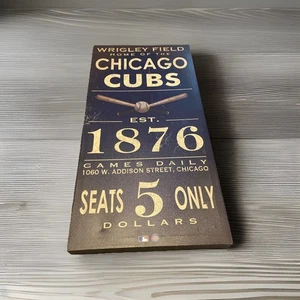 WRIGLEY FIELD
HOME OF THE
CHICAGO
CUBS
EST.
1876
GAMES DAILY
1060 W. ADDISON STREET, CHICAGO
SEATS 5 ONLY
DOLLARS